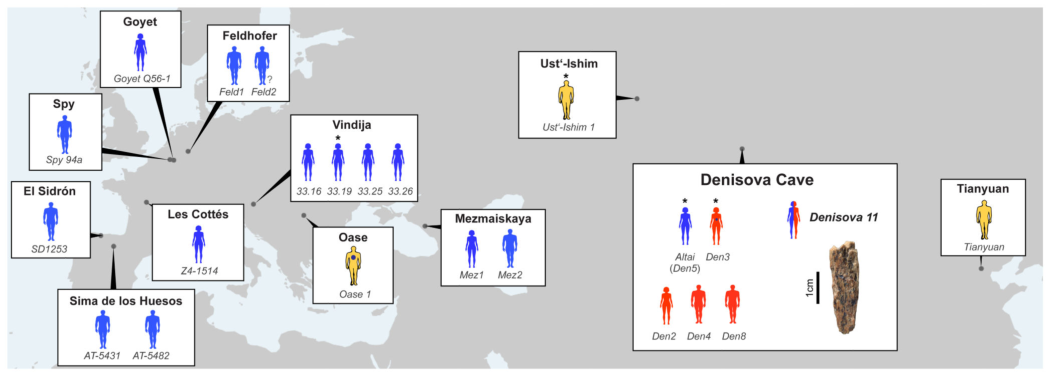 Goyet
Goyet Q56-1
Feldhofer
?
Feld1 Feld2
Spy
Spy 94a
El Sidrón
SD1253
Sima de los Huesos
AT-5431 AT-5482
Les Cottés
Z4-1514
Vindija
*
33.16 33.19 33.25 33.26
Oase
Oase 1
Mezmaiskaya
Mez1 Mez2
Ust'-Ishim
*
Ust'-Ishim 1
Denisova Cave
* *
Denisova 11
Altai Den3
(Den5)
1cm
Den2 Den4 Den8
Tianyuan
Tianyuan